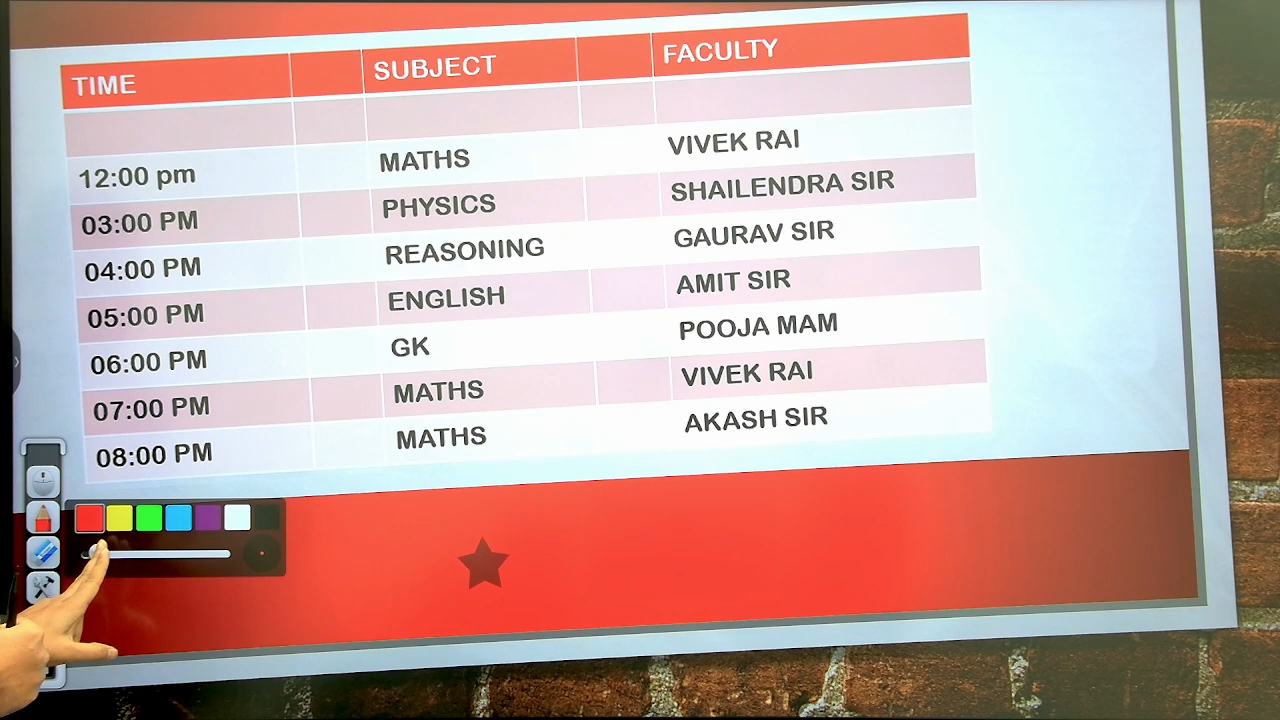 TIME SUBJECT FACULTY
12:00 pm MATHS VIVEK RAI
03:00 PM PHYSICS SHAILENDRA SIR
04:00 PM REASONING GAURAV SIR
05:00 PM ENGLISH AMIT SIR
06:00 PM GK POOJA MAM
07:00 PM MATHS VIVEK RAI
08:00 PM MATHS AKASH SIR